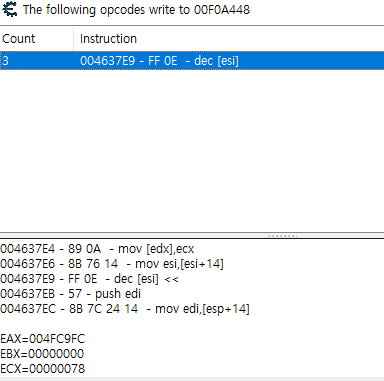 The following opcodes write to 00F0A448
Count Instruction
3 004637E9 - FF 0E - dec [esi]
004637E4 - 89 0A - mov [edx],ecx
004637E6 - 8B 76 14 - mov esi,[esi+14]
004637E9 - FF 0E - dec [esi] <<
004637EB - 57 - push edi
004637EC - 8B 7C 24 14 - mov edi,[esp+14]
EAX=004FC9FC
EBX=00000000
ECX=00000078